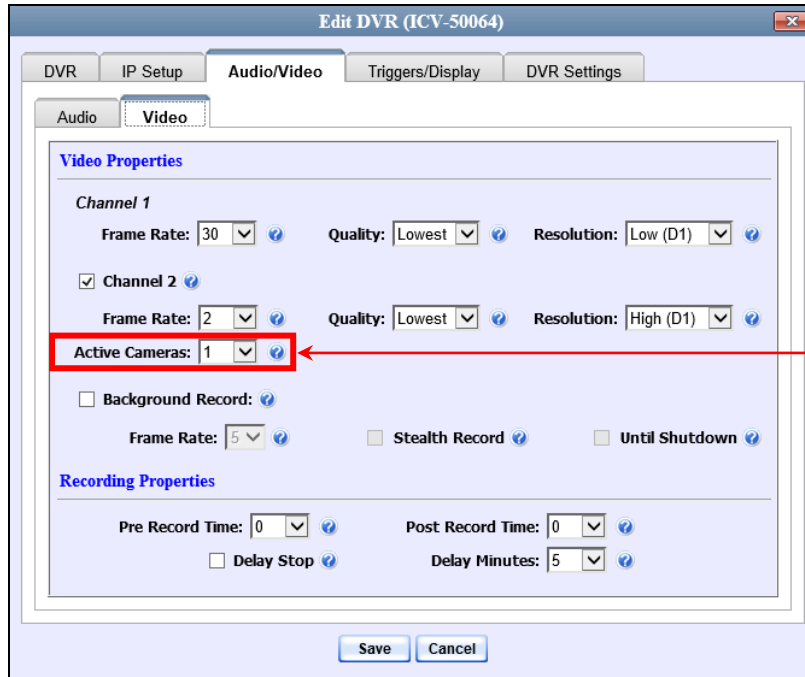 Edit DVR (ICV-50064)
DVR IP Setup Audio/Video Triggers/Display DVR Settings
Audio Video
Video Properties
Channel 1
Frame Rate: 30 Quality: Lowest Resolution: Low (D1)
Channel 2
Frame Rate: 2 Quality: Lowest Resolution: High (D1)
Active Cameras: 1
Background Record:
Frame Rate: 5 Stealth Record Until Shutdown
Recording Properties
Pre Record Time: 0 Post Record Time: 0
Delay Stop Delay Minutes: 5
Save Cancel